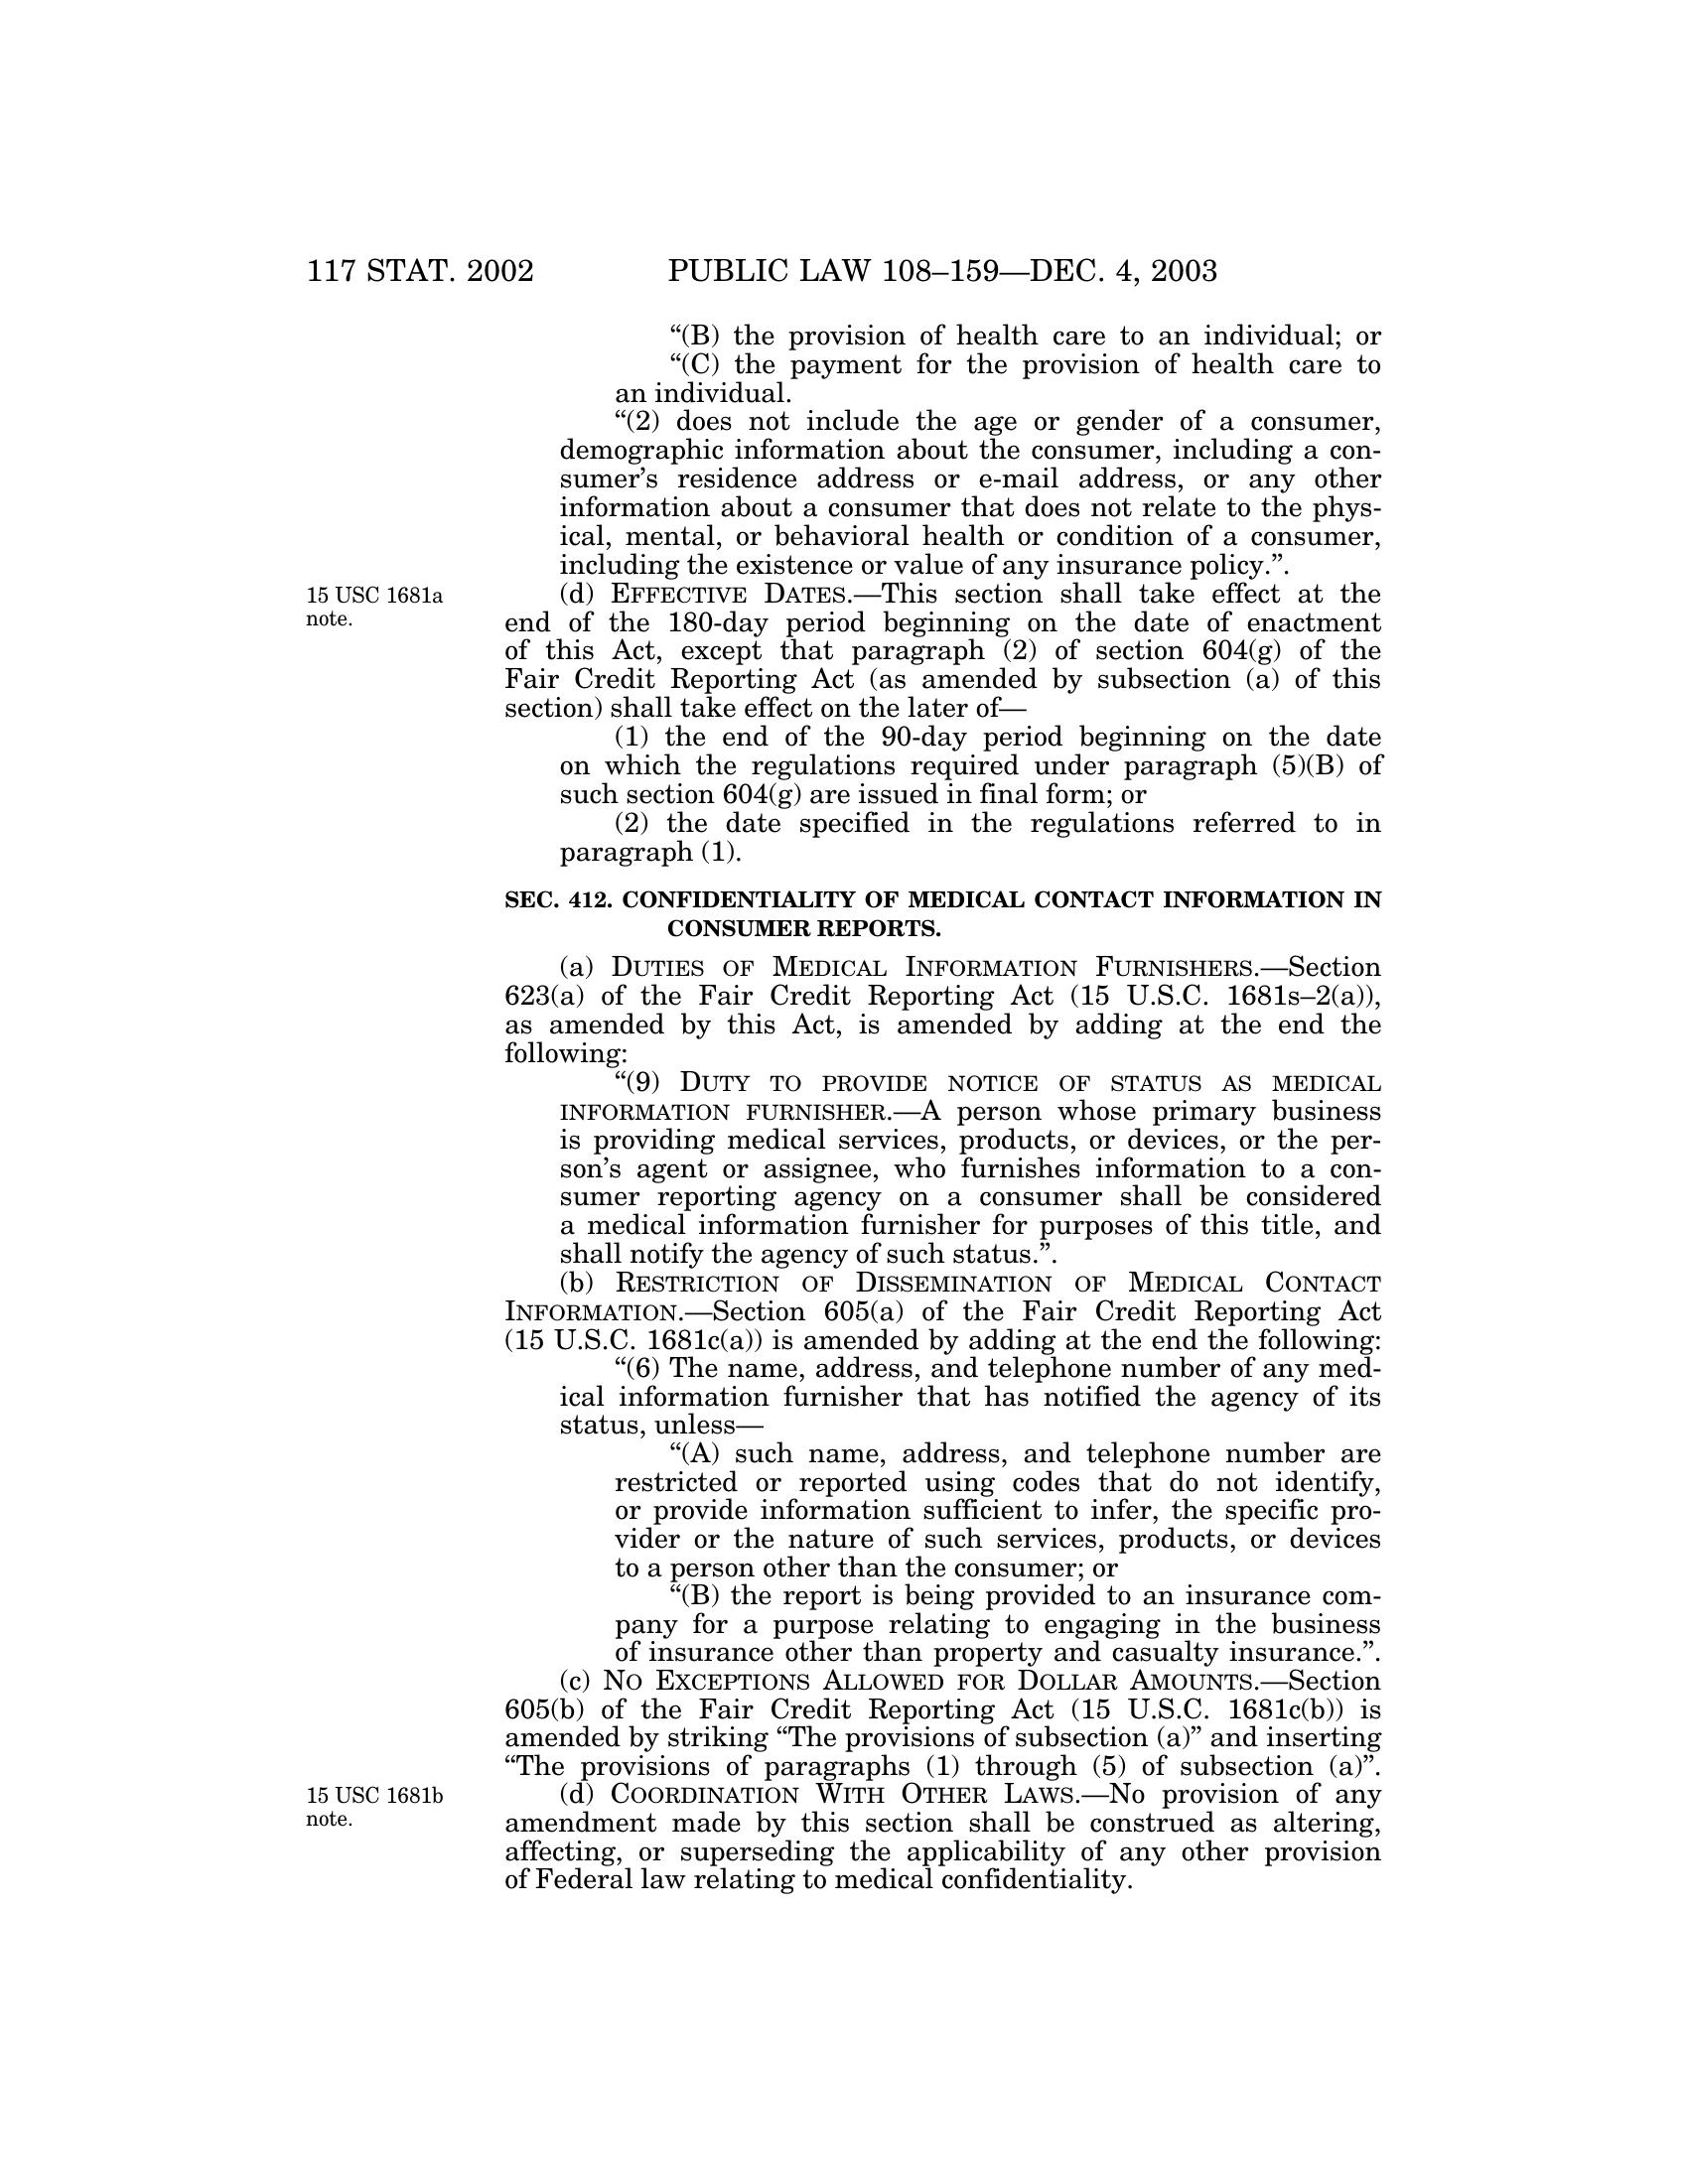 117 STAT. 2002 PUBLIC LAW 108–159—DEC. 4, 2003
“(B) the provision of health care to an individual; or
“(C) the payment for the provision of health care to
an individual.
“(2) does not include the age or gender of a consumer,
demographic information about the consumer, including a con-
sumer’s residence address or e-mail address, or any other
information about a consumer that does not relate to the phys-
ical, mental, or behavioral health or condition of a consumer,
including the existence or value of any insurance policy.”.
15 USC 1681a
note.
(d) EFFECTIVE DATES.—This section shall take effect at the
end of the 180-day period beginning on the date of enactment
of this Act, except that paragraph (2) of section 604(g) of the
Fair Credit Reporting Act (as amended by subsection (a) of this
section) shall take effect on the later of—
(1) the end of the 90-day period beginning on the date
on which the regulations required under paragraph (5)(B) of
such section 604(g) are issued in final form; or
(2) the date specified in the regulations referred to in
paragraph (1).
SEC. 412. CONFIDENTIALITY OF MEDICAL CONTACT INFORMATION IN
CONSUMER REPORTS.
(a) DUTIES OF MEDICAL INFORMATION FURNISHERS.—Section
623(a) of the Fair Credit Reporting Act (15 U.S.C. 1681s–2(a)),
as amended by this Act, is amended by adding at the end the
following:
“(9) DUTY TO PROVIDE NOTICE OF STATUS AS MEDICAL
INFORMATION FURNISHER.—A person whose primary business
is providing medical services, products, or devices, or the per-
son’s agent or assignee, who furnishes information to a con-
sumer reporting agency on a consumer shall be considered
a medical information furnisher for purposes of this title, and
shall notify the agency of such status.”.
(b) RESTRICTION OF DISSEMINATION OF MEDICAL CONTACT
INFORMATION.—Section 605(a) of the Fair Credit Reporting Act
(15 U.S.C. 1681c(a)) is amended by adding at the end the following:
“(6) The name, address, and telephone number of any med-
ical information furnisher that has notified the agency of its
status, unless—
“(A) such name, address, and telephone number are
restricted or reported using codes that do not identify,
or provide information sufficient to infer, the specific pro-
vider or the nature of such services, products, or devices
to a person other than the consumer; or
“(B) the report is being provided to an insurance com-
pany for a purpose relating to engaging in the business
of insurance other than property and casualty insurance.”.
(c) NO EXCEPTIONS ALLOWED FOR DOLLAR AMOUNTS.—Section
605(b) of the Fair Credit Reporting Act (15 U.S.C. 1681c(b)) is
amended by striking “The provisions of subsection (a)” and inserting
“The provisions of paragraphs (1) through (5) of subsection (a)”.
15 USC 1681b
note.
(d) COORDINATION WITH OTHER LAWS.—No provision of any
amendment made by this section shall be construed as altering,
affecting, or superseding the applicability of any other provision
of Federal law relating to medical confidentiality.